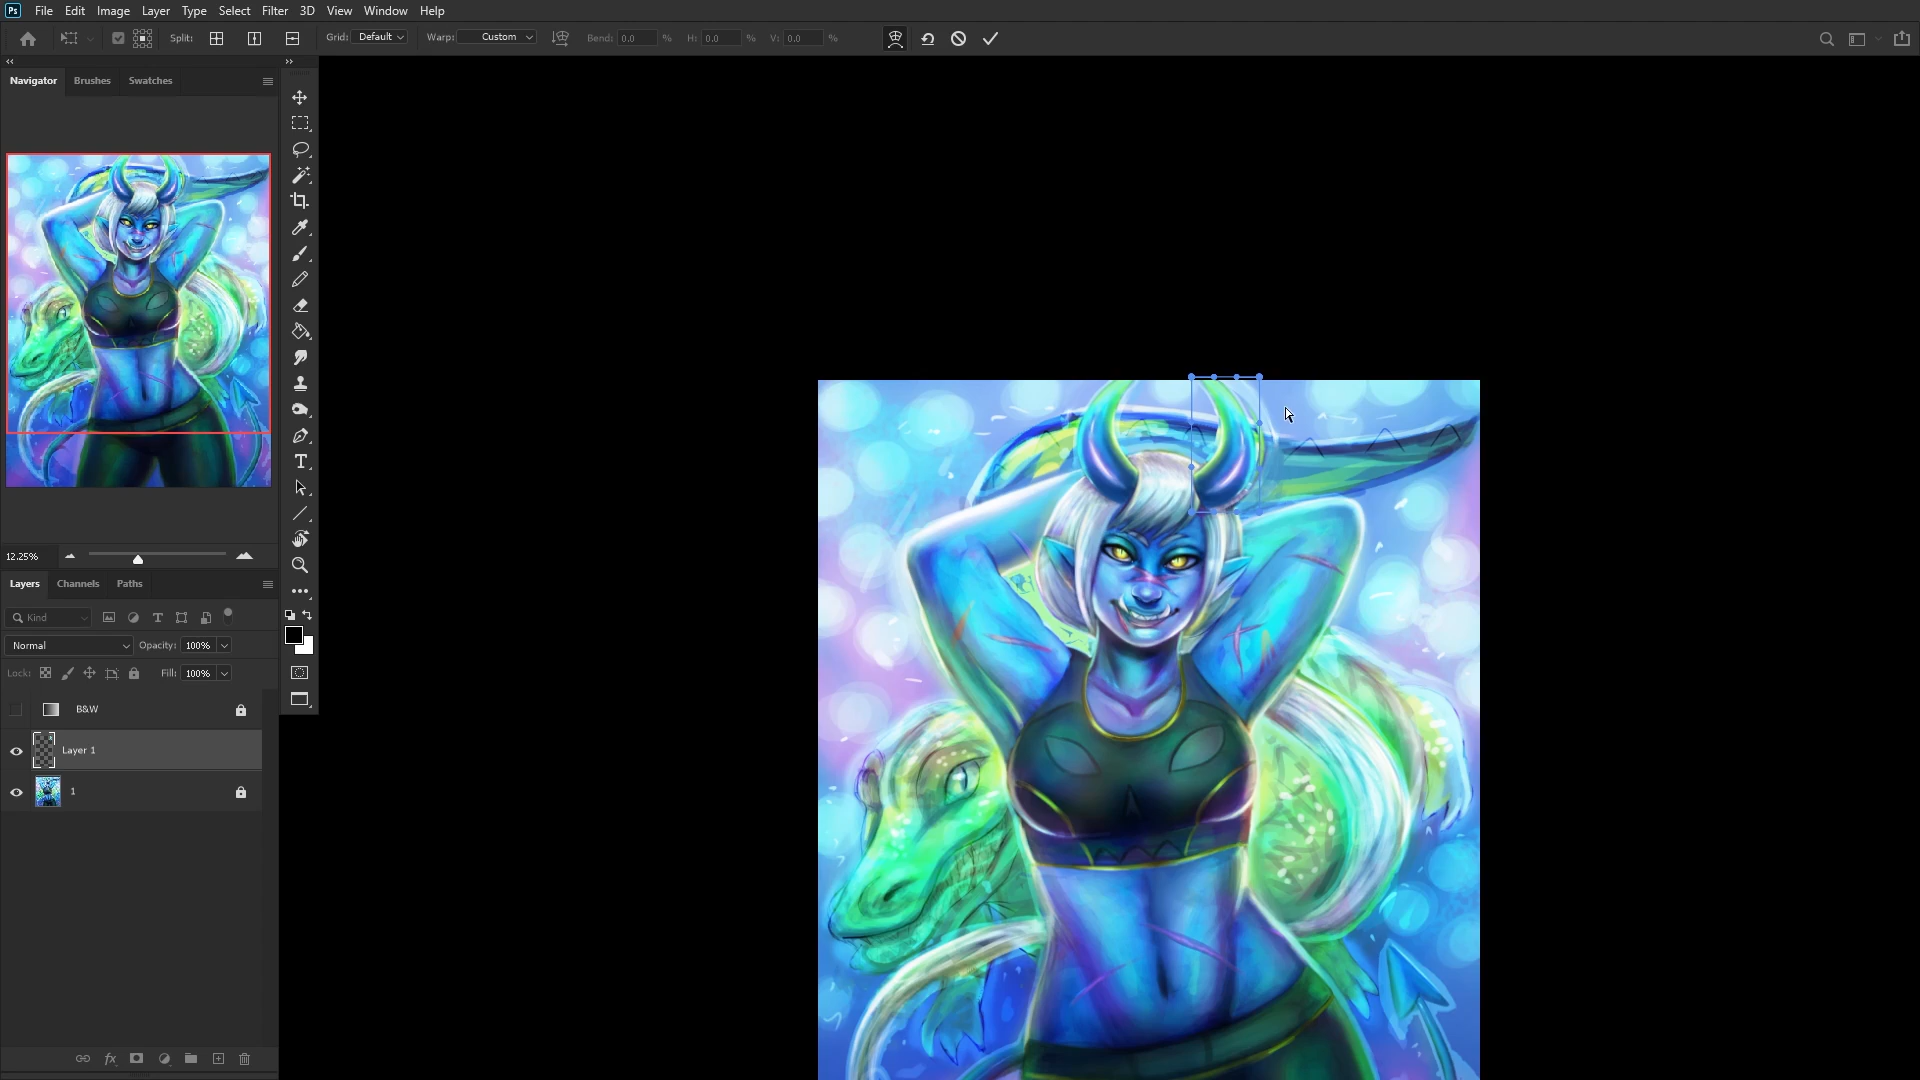 Ps File Edit Image Layer Type Select Filter 3D View Window Help
Split: Grid: Default Warp: Custom Bend: 0.0 % H: 0.0 % V: 0.0 %
Navigator Brushes Swatches
12.25%
Layers Channels Paths
Kind
Normal Opacity: 100%
Lock: Fill: 100%
B&W
Layer 1
1